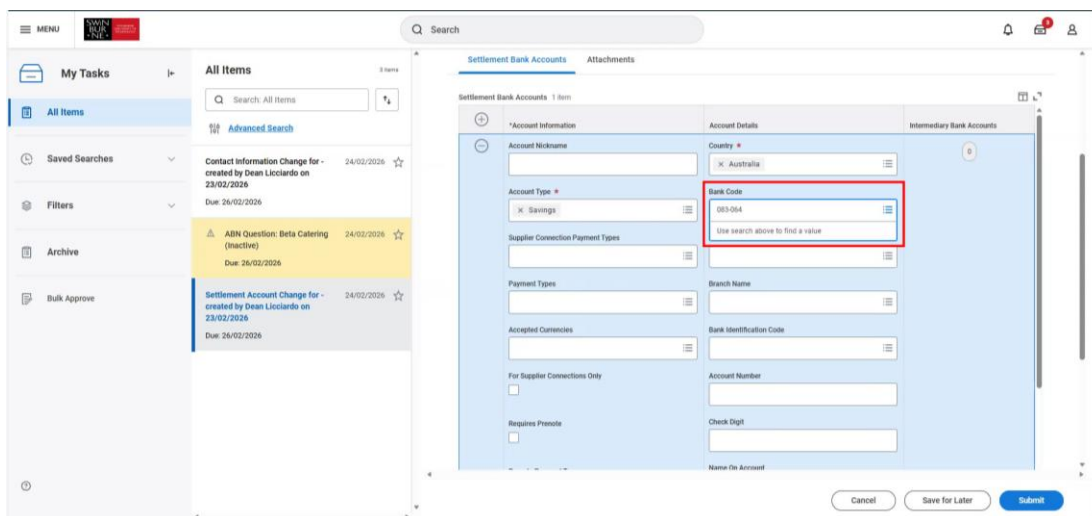 MENU
SWIN
BUR
NE
Search
My Tasks
All Items
Saved Searches
Filters
Archive
Bulk Approve
All Items
3 items
Search: All Items
Advanced Search
Contact Information Change for -
created by Dean Licciardo on
23/02/2026
24/02/2026
Due: 26/02/2026
ABN Question: Beta Catering
(Inactive)
24/02/2026
Due: 26/02/2026
Settlement Account Change for -
created by Dean Licciardo on
23/02/2026
24/02/2026
Due: 26/02/2026
Settlement Bank Accounts
Attachments
Settlement Bank Accounts 1 item
*Account Information
Account Details
Intermediary Bank Accounts
Account Nickname
Country *
× Australia
0
Account Type *
× Savings
Bank Code
083-064
Use search above to find a value
Supplier Connection Payment Types
Payment Types
Branch Name
Accepted Currencies
Bank Identification Code
For Supplier Connections Only
Account Number
Requires Prenote
Check Digit
Name On Account
Cancel
Save for Later
Submit